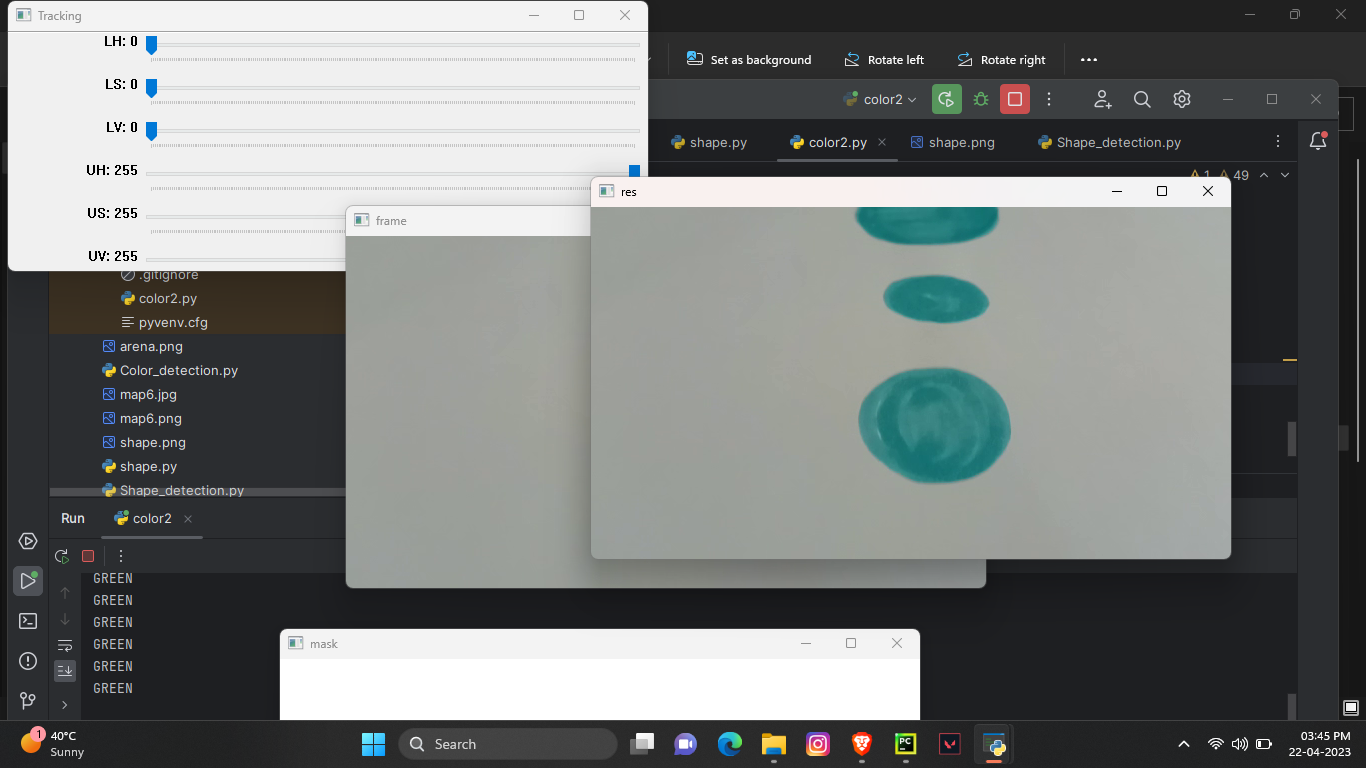 Tracking
LH: 0
LS: 0
LV: 0
UH: 255
US: 255
UV: 255
Set as background
Rotate left
Rotate right
color2
shape.py
color2.py
shape.png
Shape_detection.py
1
49
res
frame
.gitignore
color2.py
pyvenv.cfg
arena.png
Color_detection.py
map6.jpg
map6.png
shape.png
shape.py
Shape_detection.py
Run
color2
GREEN
GREEN
GREEN
GREEN
GREEN
GREEN
mask
1
40°C
Sunny
Search
PC
03:45 PM
22-04-2023